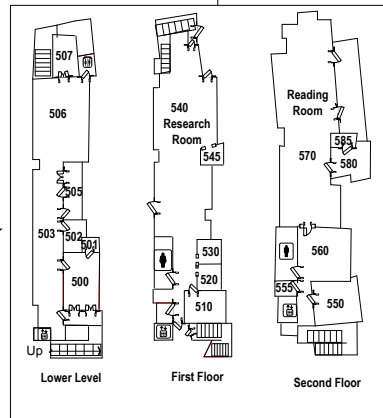 507
506
505
503
502
501
500
Up
Lower Level
540
Research
Room
545
530
520
510
First Floor
Reading
Room
570
585
580
560
555
550
Second Floor